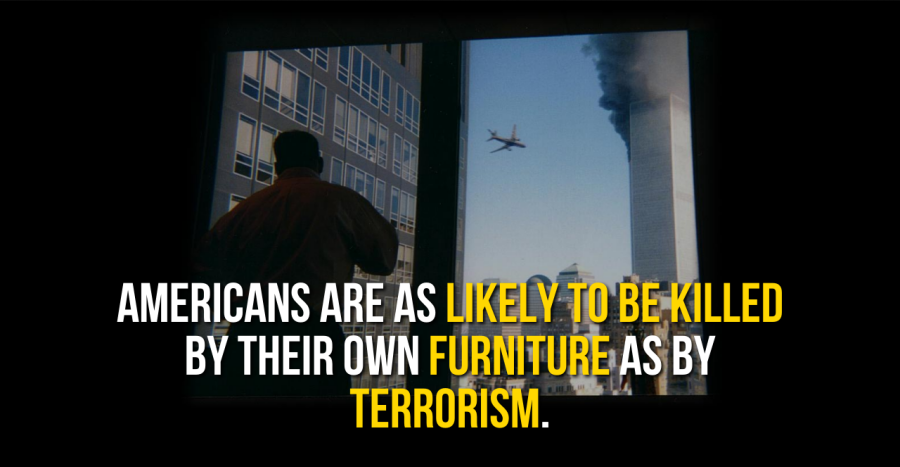 AMERICANS ARE AS LIKELY TO BE KILLED
BY THEIR OWN FURNITURE AS BY
TERRORISM.